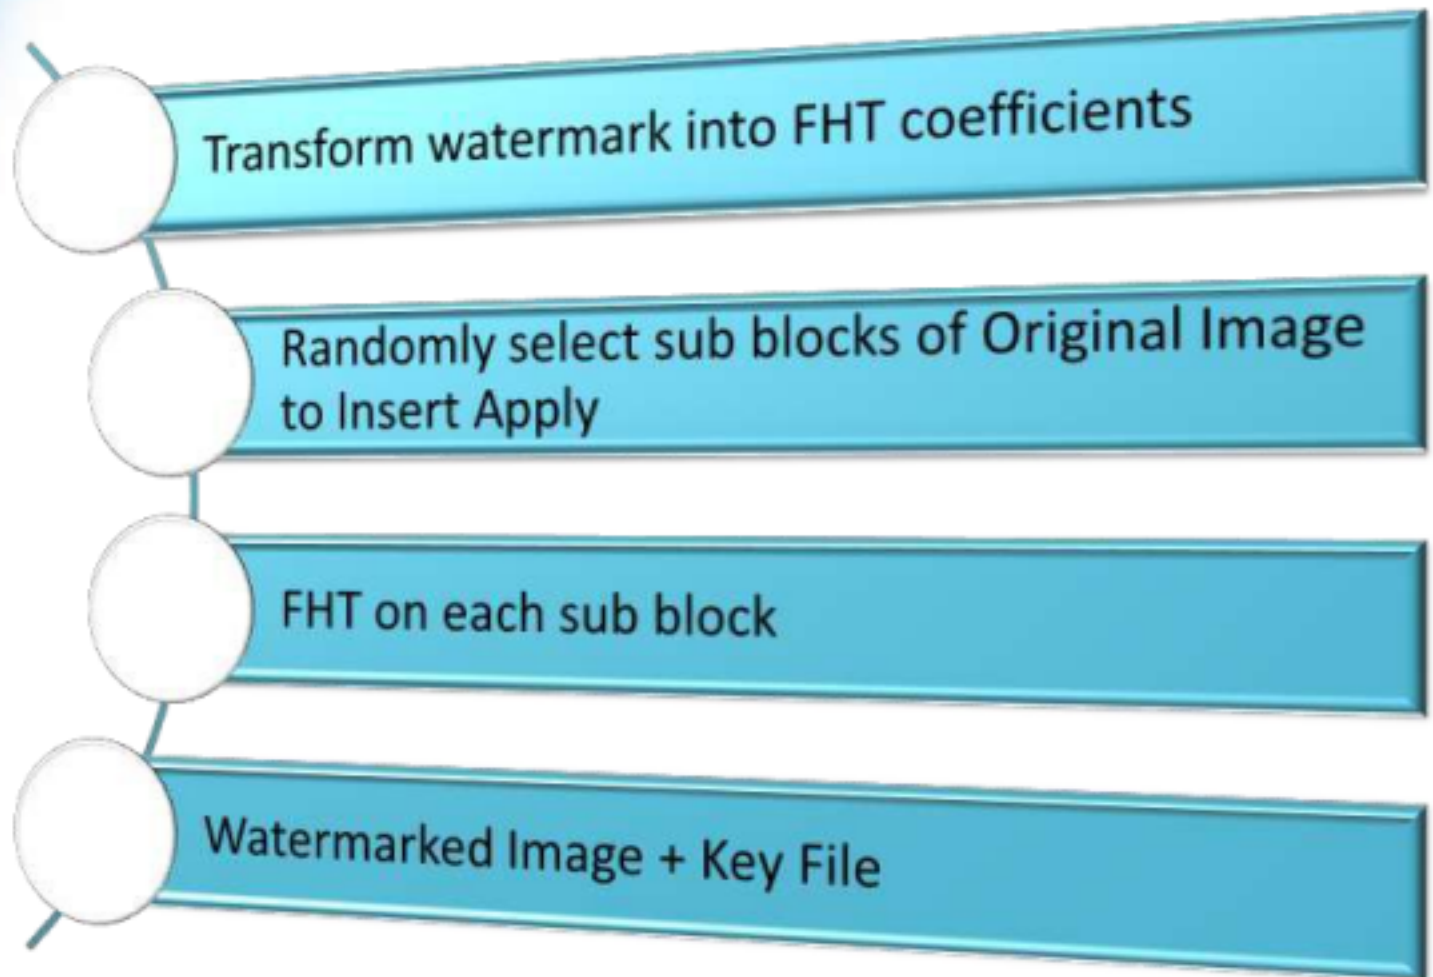 Transform watermark into FHT coefficients
Randomly select sub blocks of Original Image
to Insert Apply
FHT on each sub block
Watermarked Image + Key File